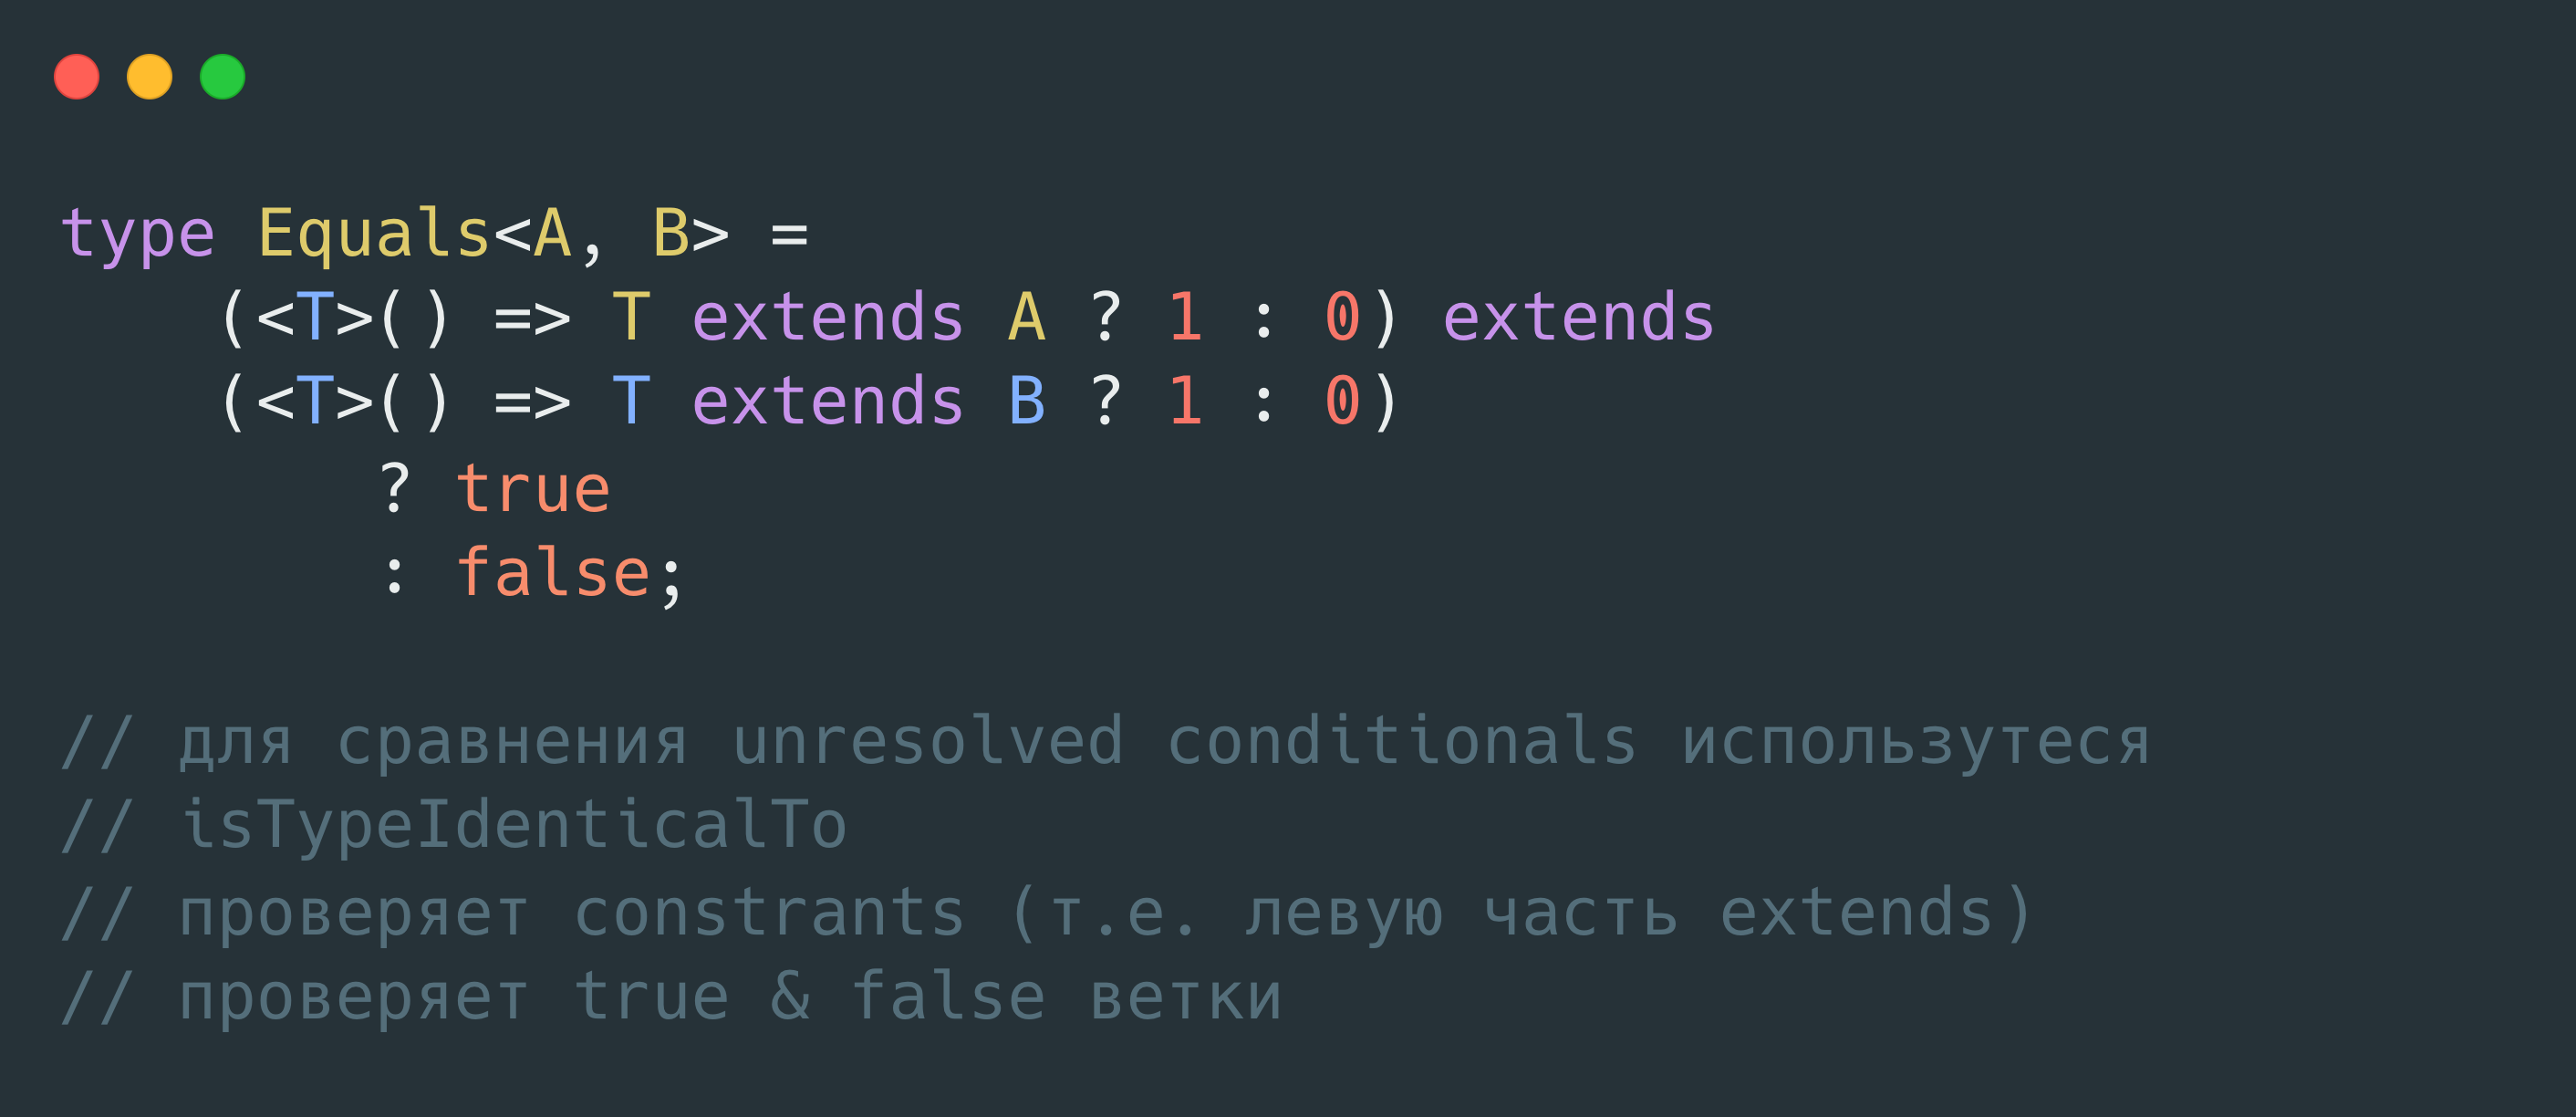 type Equals<A, B> =
    (<T>() => T extends A ? 1 : 0) extends
    (<T>() => T extends B ? 1 : 0)
        ? true
        : false;
// для сравнения unresolved conditionals использутеся
// isTypeIdenticalTo
// проверяет constrants (т.е. левую часть extends)
// проверяет true & false ветки